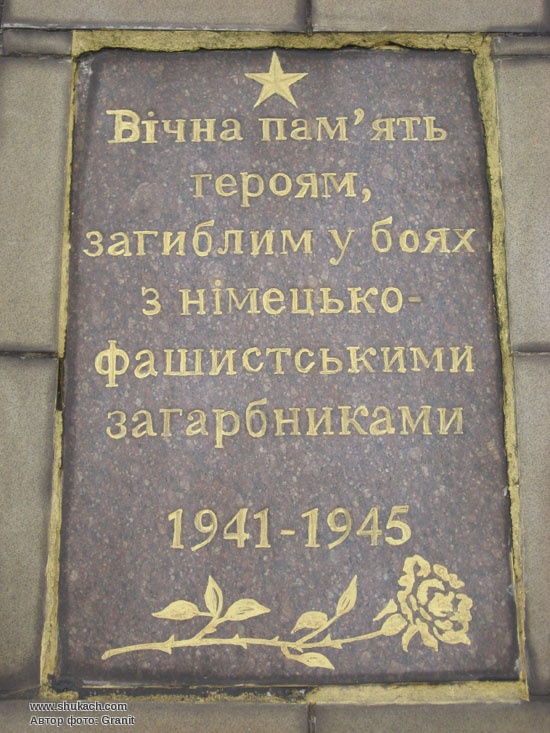 Вічна пам'ять
героям,
загиблим у боях
з німецько-
фашистськими
загарбниками
1941-1945
www.shukach.com
Автор фото: Granit